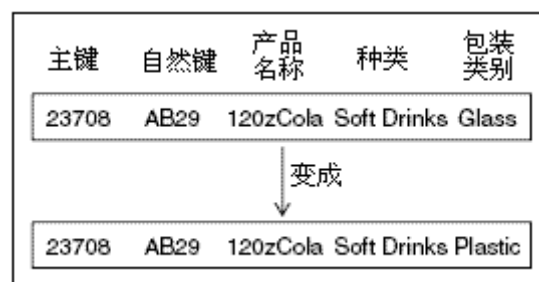 主键 自然键 产品名称 种类 包装类别
23708 AB29 120zCola Soft Drinks Glass
变成
23708 AB29 120zCola Soft Drinks Plastic